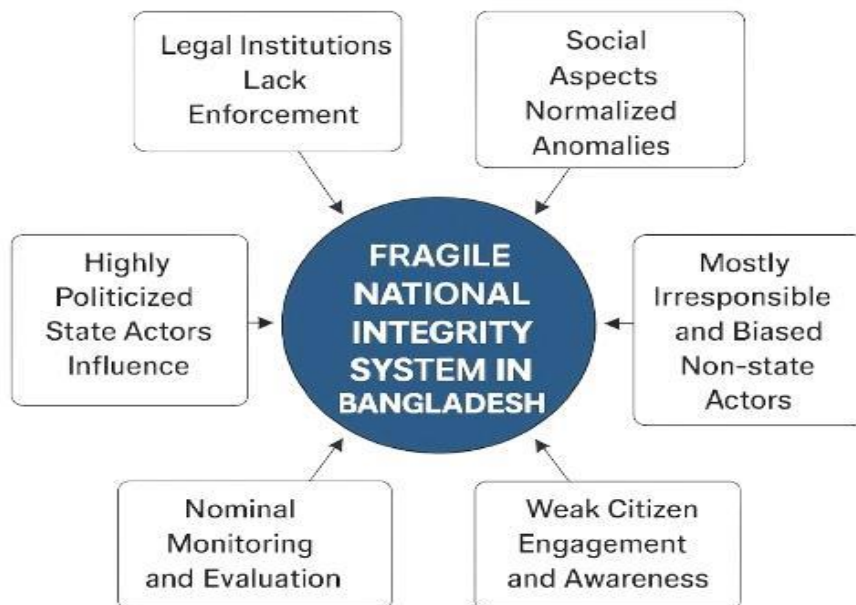 Legal Institutions
Lack
Enforcement
Social
Aspects
Normalized
Anomalies
Highly
Politicized
State Actors
Influence
FRAGILE
NATIONAL
INTEGRITY
SYSTEM IN
BANGLADESH
Mostly
Irresponsible
and Biased
Non-state
Actors
Nominal
Monitoring
and Evaluation
Weak Citizen
Engagement
and Awareness